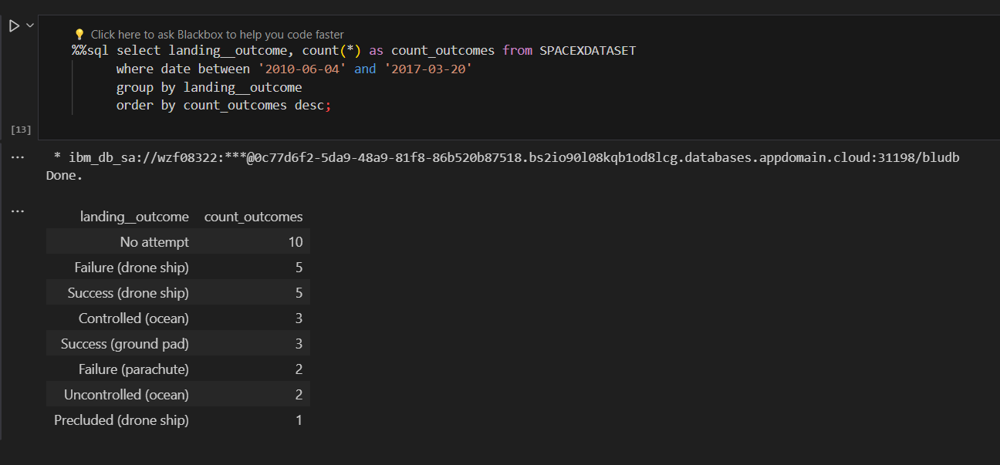 💡 Click here to ask Blackbox to help you code faster
%%sql select landing__outcome, count(*) as count_outcomes from SPACEXDATASET
where date between '2010-06-04' and '2017-03-20'
group by landing__outcome
order by count_outcomes desc;
[13]
* ibm_db_sa://wzf08322:***@0c77d6f2-5da9-48a9-81f8-86b520b87518.bs2io90l08kqb1od8lcg.databases.appdomain.cloud:31198/bludb
Done.
landing__outcome count_outcomes
No attempt 10
Failure (drone ship) 5
Success (drone ship) 5
Controlled (ocean) 3
Success (ground pad) 3
Failure (parachute) 2
Uncontrolled (ocean) 2
Precluded (drone ship) 1